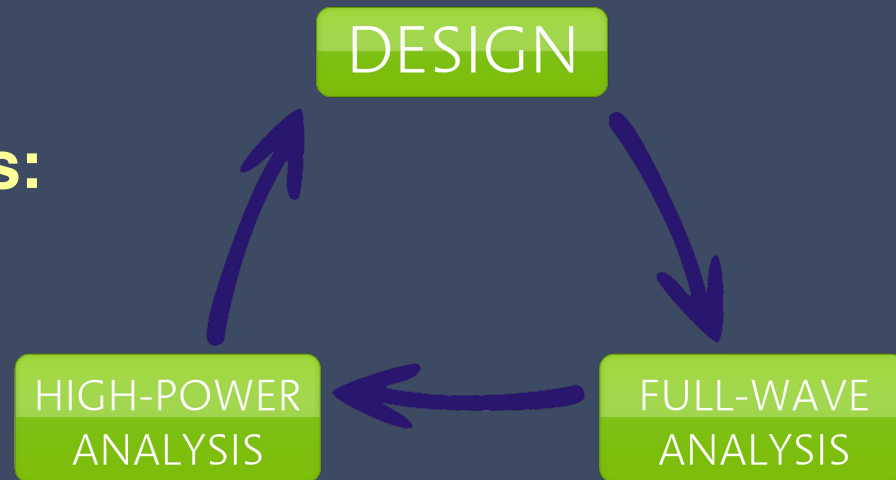 DESIGN
s:
HIGH-POWER
ANALYSIS
FULL-WAVE
ANALYSIS